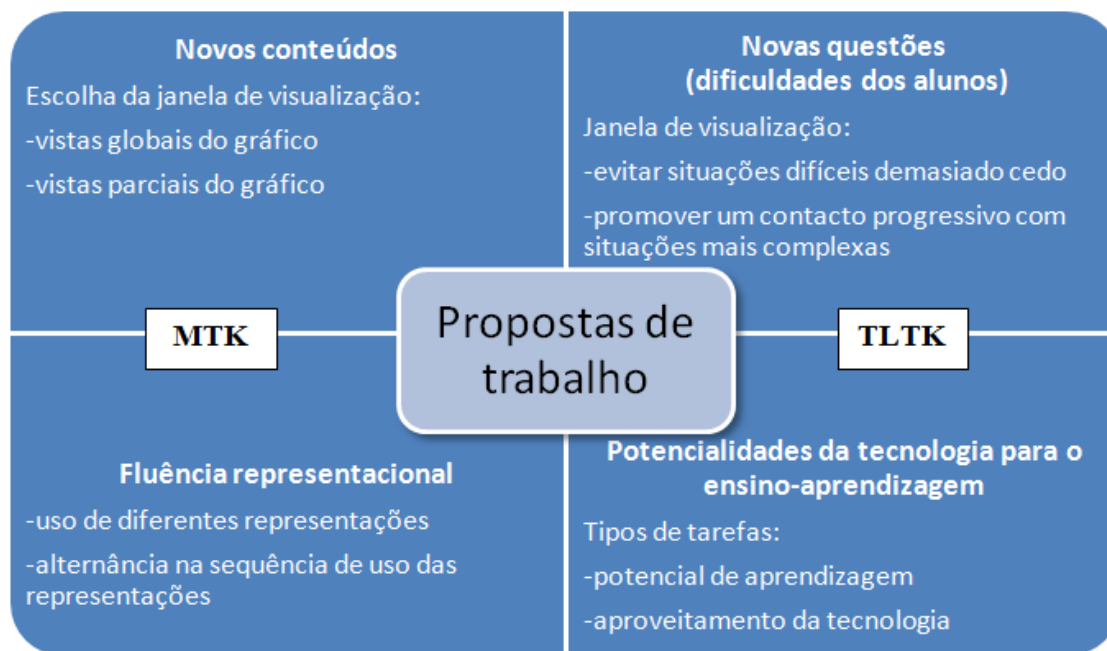 Novos conteúdos
Escolha da janela de visualização:
-vistas globais do gráfico
-vistas parciais do gráfico
Novas questões
(dificuldades dos alunos)
Janela de visualização:
-evitar situações difíceis demasiado cedo
-promover um contacto progressivo com
situações mais complexas
MTK
Propostas de
trabalho
TLTK
Fluência representacional
-uso de diferentes representações
-alternância na sequência de uso das
representações
Potencialidades da tecnologia para o
ensino-aprendizagem
Tipos de tarefas:
-potencial de aprendizagem
-aproveitamento da tecnologia